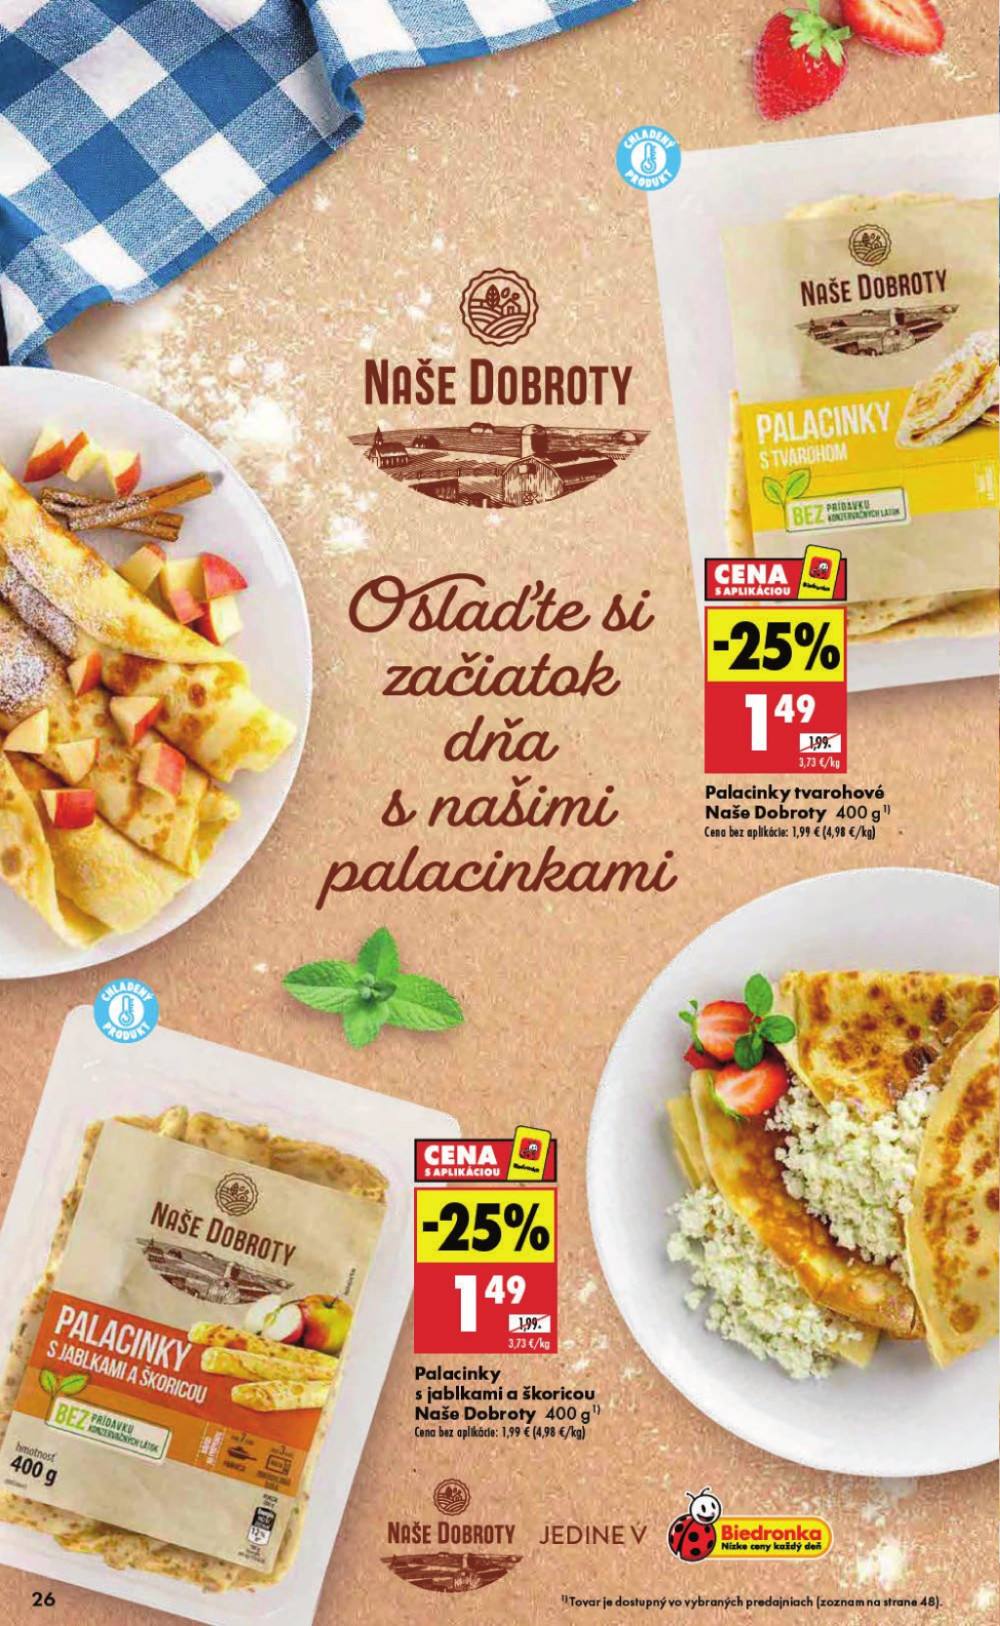 CHLADENÝ
PRODUKT
NAŠE DOBROTY
PALACINKY
S TVAROHOM
BEZ PRÍDAVKU
KONZERVAČNÝCH LÁTOK
NAŠE DOBROTY
Oslaďte si
začiatok
dňa
s našimi
palacinkami
CENA
S APLIKÁCIOU
Biedronka
-25%
1 49
1,99.
3,73 €/kg
Palacinky tvarohové
Naše Dobroty 400 g¹⁾
Cena bez aplikácie: 1,99 € (4,98 €/kg)
CHLADENÝ
PRODUKT
NAŠE DOBROTY
PALACINKY
S JABLKAMI A ŠKORICOU
BEZ PRÍDAVKU
KONZERVAČNÝCH LÁTOK
hmotnosť
400 g
CENA
S APLIKÁCIOU
Biedronka
-25%
1 49
1,99.
3,73 €/kg
Palacinky
s jablkami a škoricou
Naše Dobroty 400 g¹⁾
Cena bez aplikácie: 1,99 € (4,98 €/kg)
NAŠE DOBROTY JEDINE V Biedronka
Nízke ceny každý deň
26
¹⁾Tovar je dostupný vo vybraných predajniach (zoznam na strane 48).